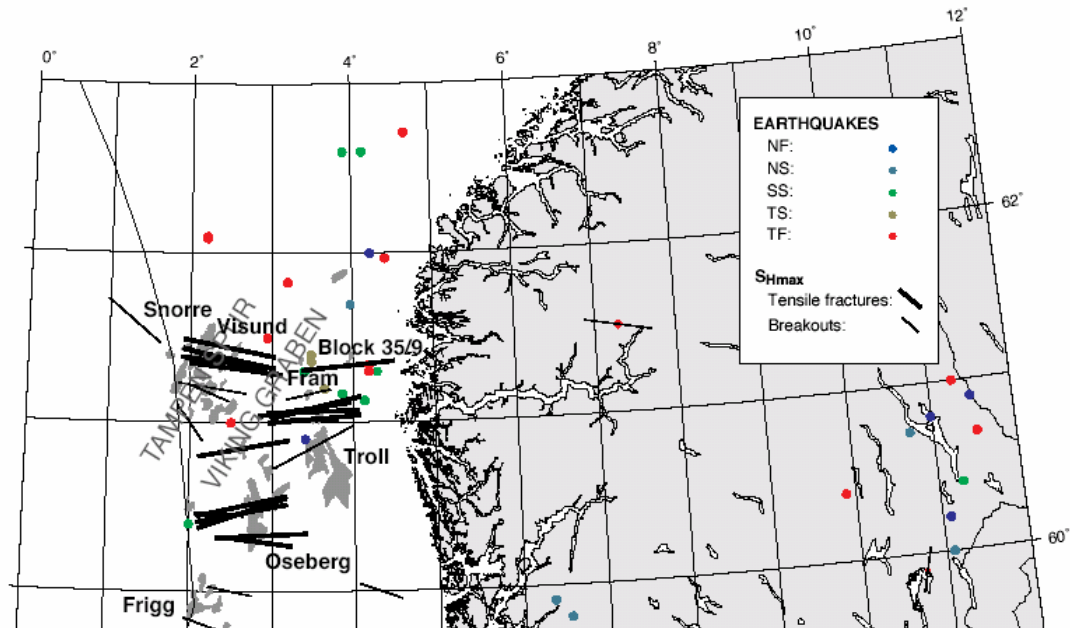 0° 2° 4° 6° 8° 10° 12°
EARTHQUAKES
NF:
NS:
SS:
TS:
TF:
62°
SHmax
Tensile fractures:
Breakouts:
Snorre
Visund
TAMPEN SPUR
VIKING GRABEN
Block 35/9
Fram
Troll
Oseberg
60°
Frigg